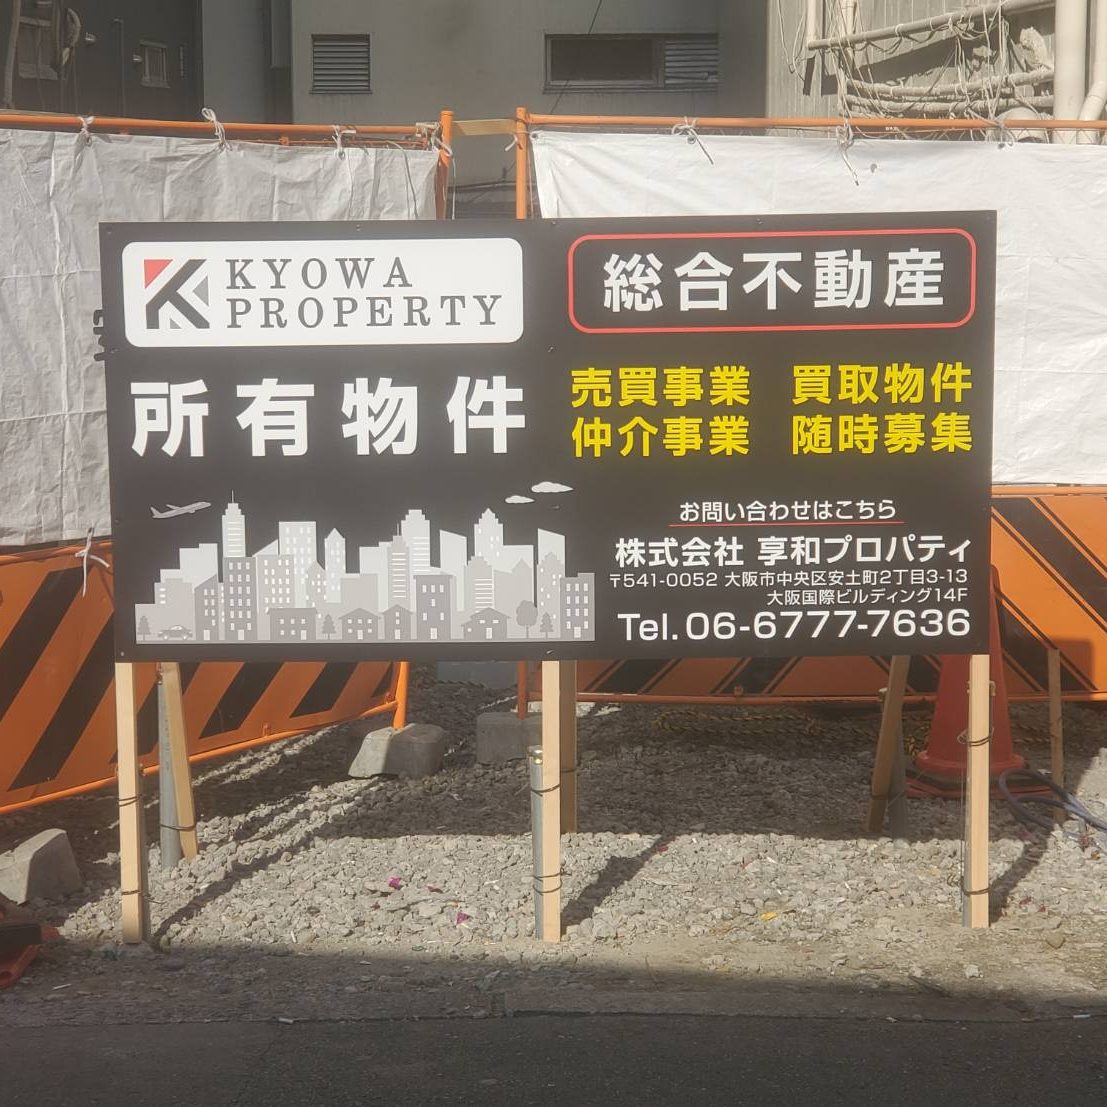 KYOWA
PROPERTY
所有物件
総合不動産
売買事業 買取物件
仲介事業 随時募集
お問い合わせはこちら
株式会社 享和プロパティ
〒541-0052 大阪市中央区安土町2丁目3-13
大阪国際ビルディング14F
Tel.06-6777-7636